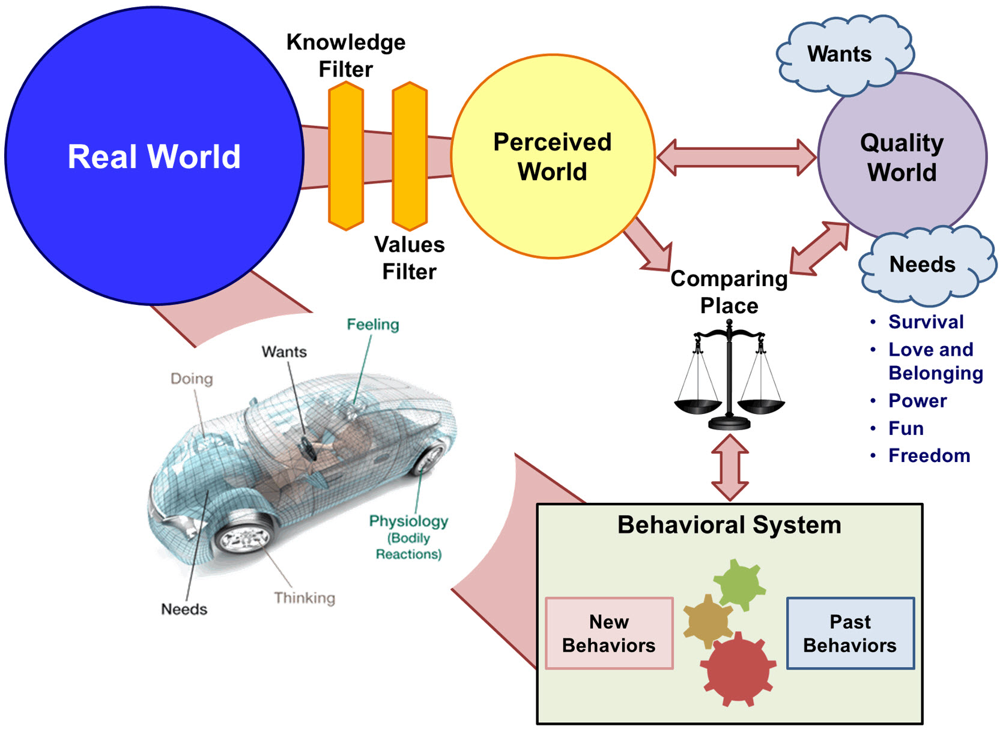 Real World
Knowledge
Filter
Values
Filter
Perceived
World
Wants
Quality
World
Needs
• Survival
• Love and
Belonging
• Power
• Fun
• Freedom
Comparing
Place
Feeling
Wants
Doing
Physiology
(Bodily
Reactions)
Thinking
Needs
Behavioral System
New
Behaviors
Past
Behaviors